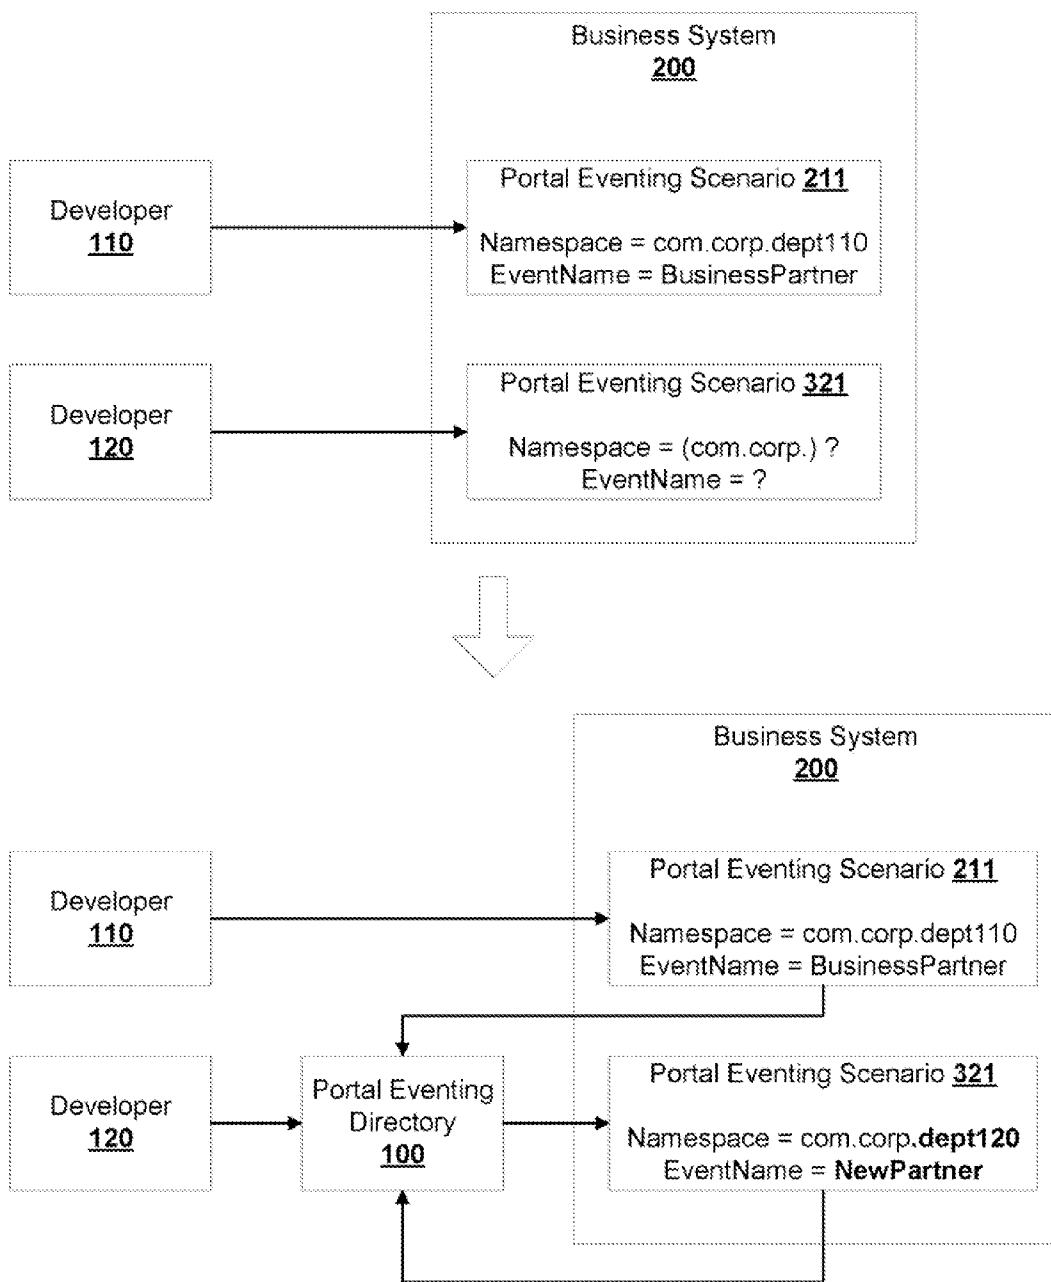 Business System
200
Developer
110
Portal Eventing Scenario 211
Namespace = com.corp.dept110
EventName = BusinessPartner
Developer
120
Portal Eventing Scenario 321
Namespace = (com.corp.) ?
EventName = ?
Business System
200
Developer
110
Portal Eventing Scenario 211
Namespace = com.corp.dept110
EventName = BusinessPartner
Developer
120
Portal Eventing
Directory
100
Portal Eventing Scenario 321
Namespace = com.corp.dept120
EventName = NewPartner